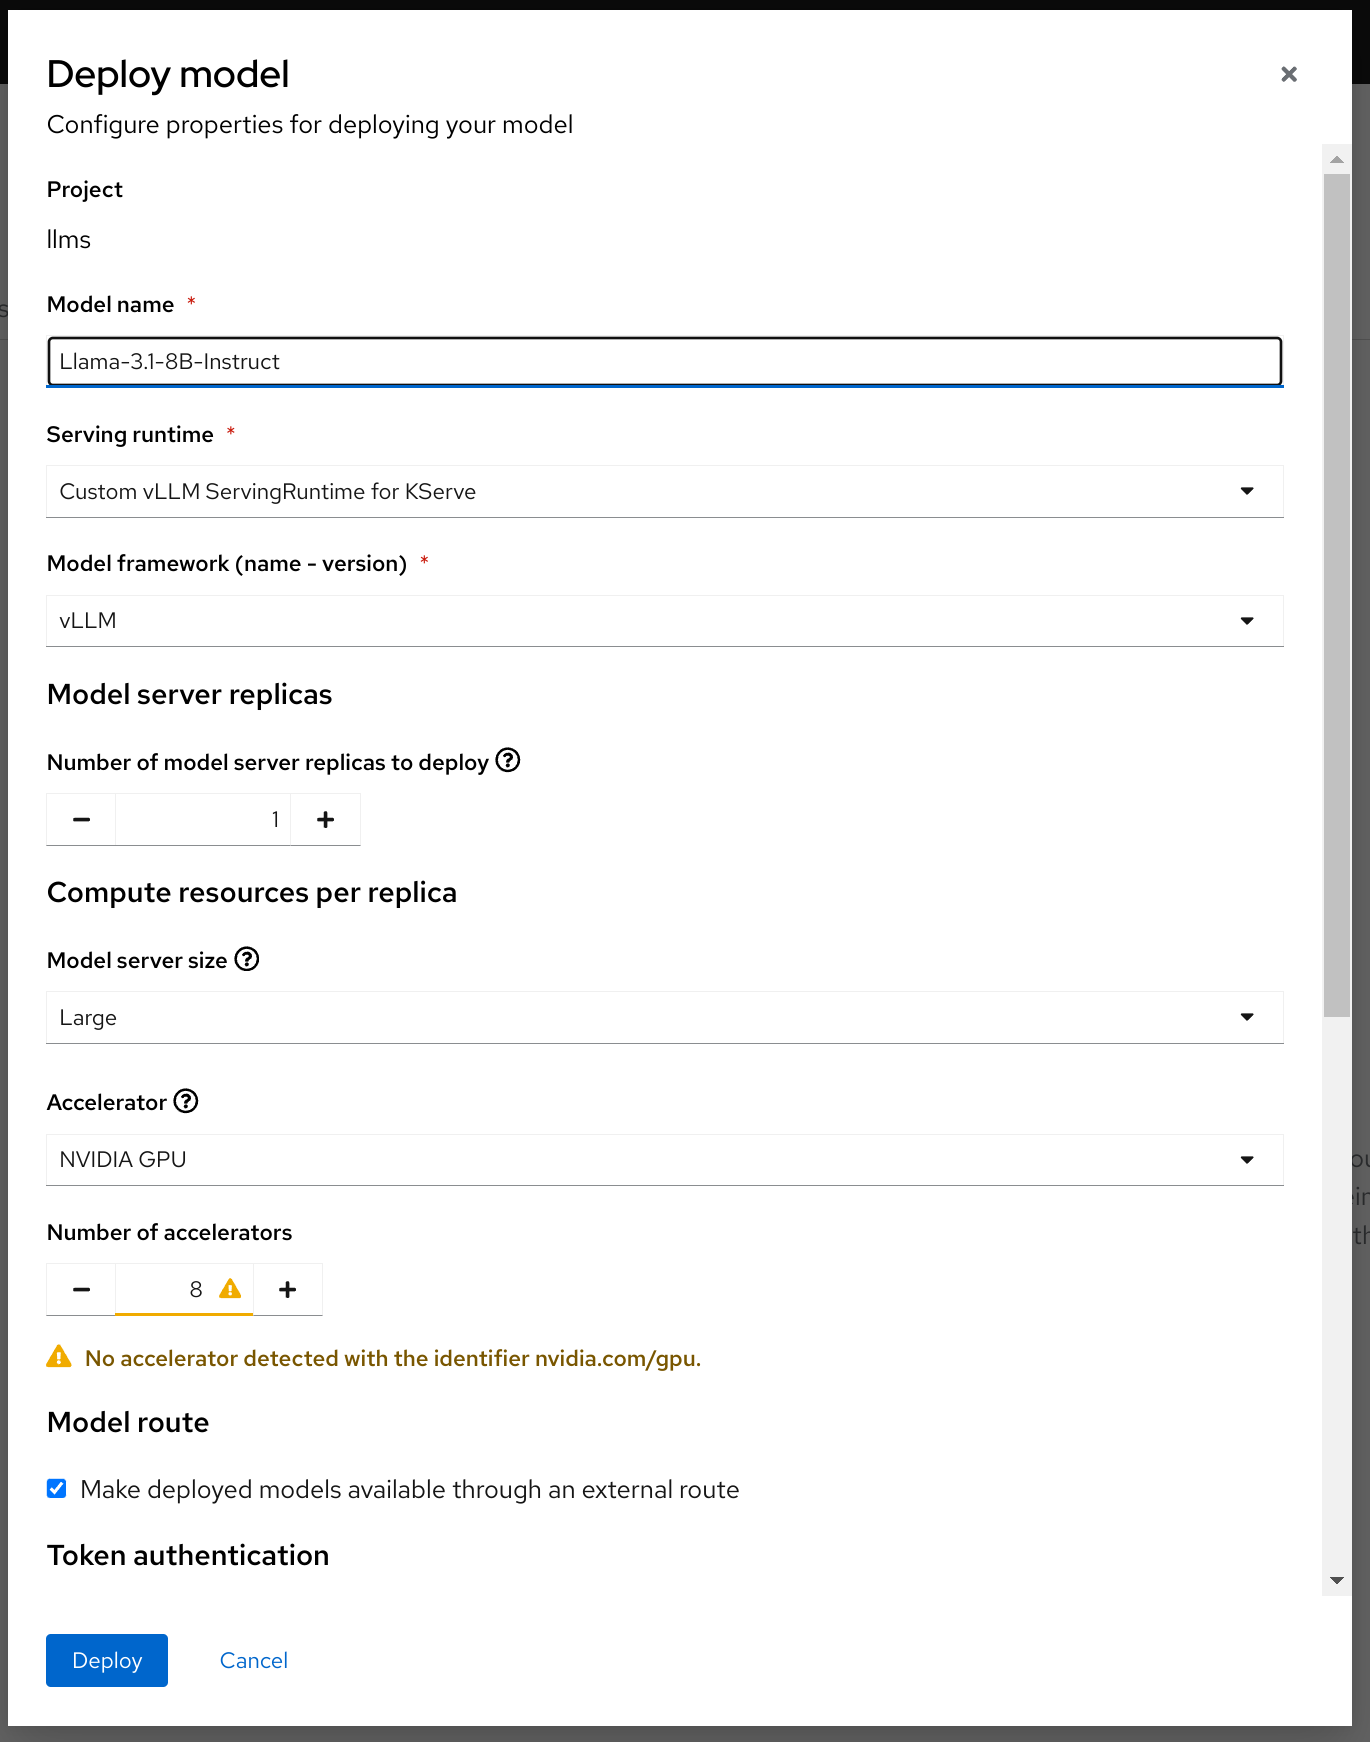 Deploy model
Configure properties for deploying your model
Project
llms
Model name *
Llama-3.1-8B-Instruct
Serving runtime *
Custom vLLM ServingRuntime for KServe
Model framework (name - version) *
vLLM
Model server replicas
Number of model server replicas to deploy
1
Compute resources per replica
Model server size
Large
Accelerator
NVIDIA GPU
Number of accelerators
8
No accelerator detected with the identifier nvidia.com/gpu.
Model route
Make deployed models available through an external route
Token authentication
Deploy Cancel